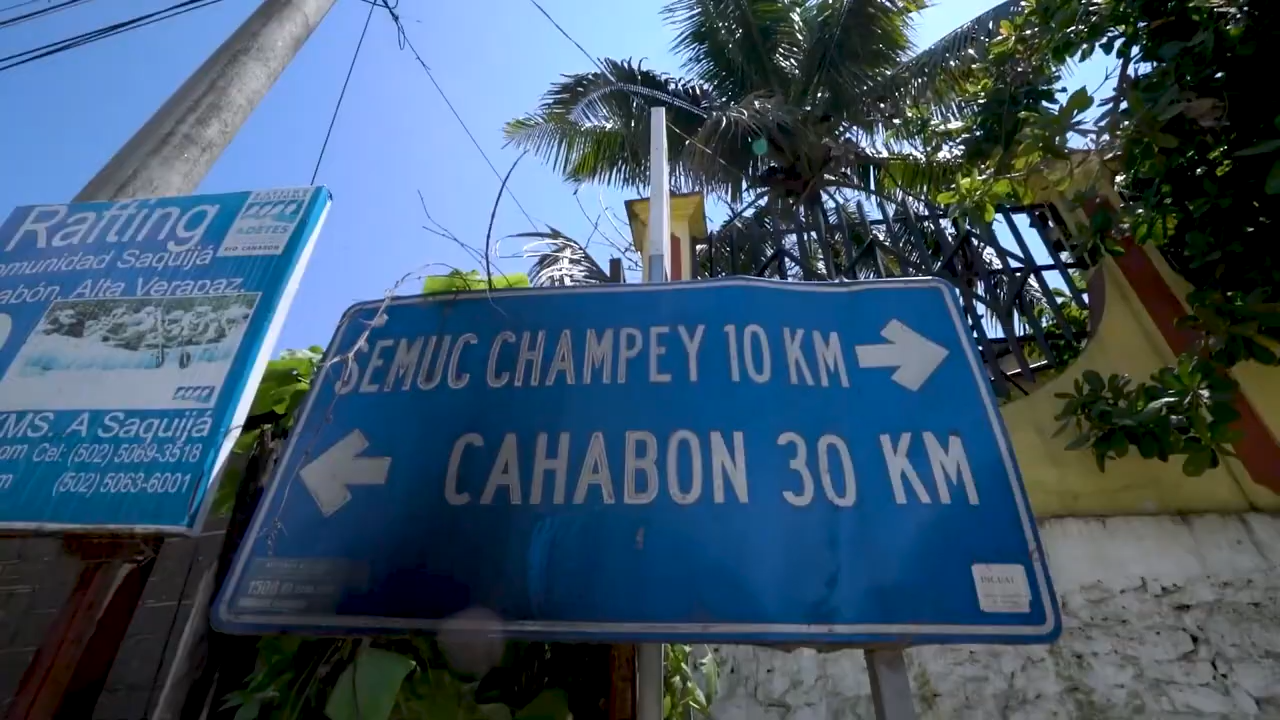 Rafting
omunidad Saquijá
abón, Alta Verapaz
ADETES
RIO CAHABON
KMS. A Saquijá
om Cel: (502) 5069-3518
m (502) 5063-6001
SEMUC CHAMPEY 10 KM
CAHABON 30 KM
1500
INGUAT